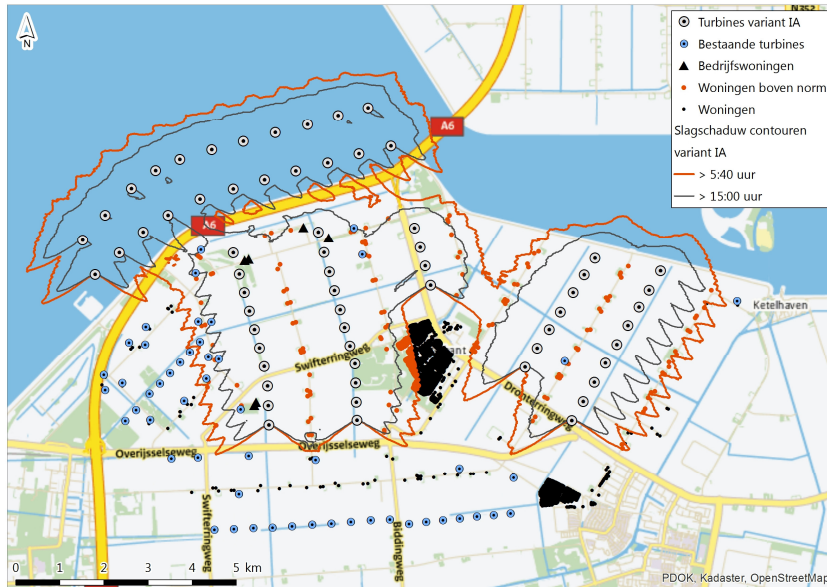 N
N352
Turbines variant IA
Bestaande turbines
Bedrijfswoningen
Woningen boven norm
Woningen
Slagschaduw contouren
variant IA
> 5:40 uur
> 15:00 uur
A6
A6
Ketelhaven
Swifterringweg
Dronterringweg
Overijsselseweg
Overijsselseweg
Swifterringweg
Biddingweg
0 1 2 3 4 5 km
PDOK, Kadaster, OpenStreetMap